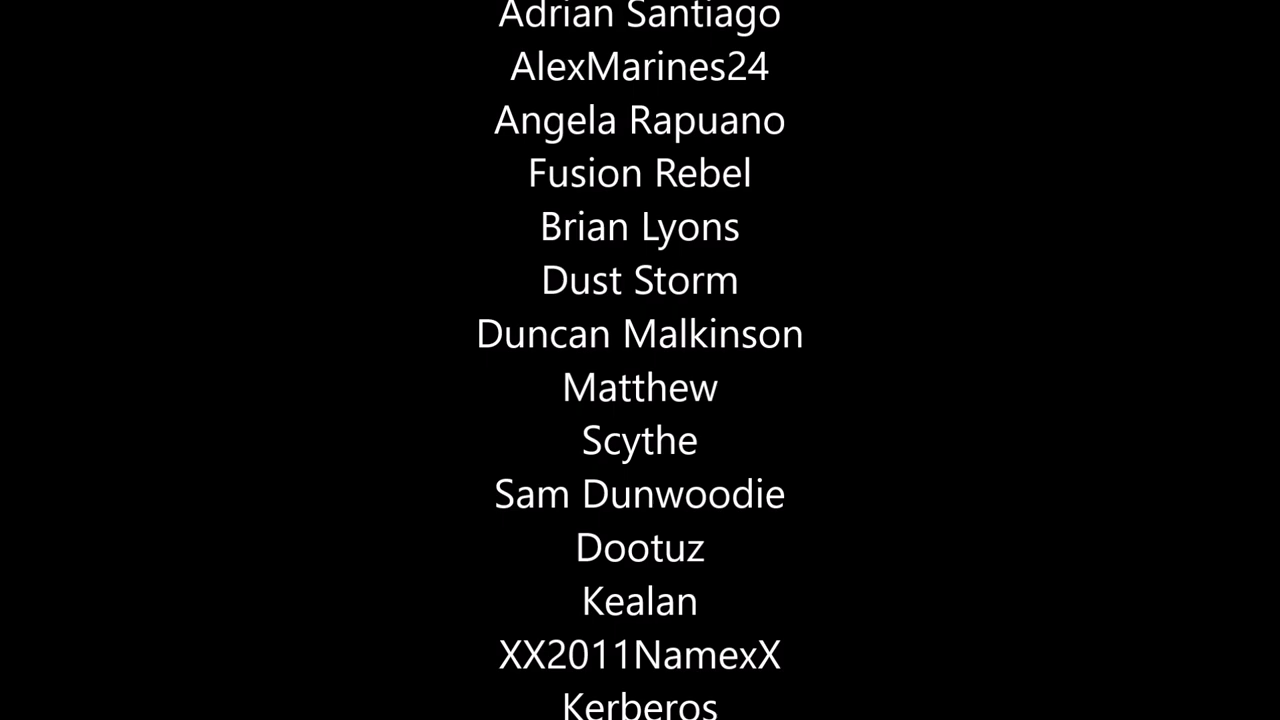 Adrian Santiago
AlexMarines24
Angela Rapuano
Fusion Rebel
Brian Lyons
Dust Storm
Duncan Malkinson
Matthew
Scythe
Sam Dunwoodie
Dootuz
Kealan
XX2011NamexX
Kerberos